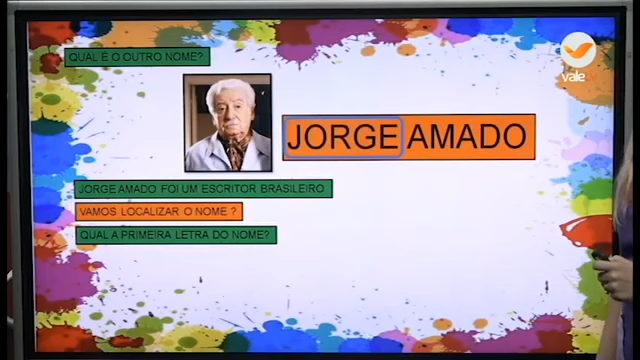 QUAL É O OUTRO NOME?
vale
JORGE AMADO
JORGE AMADO FOI UM ESCRITOR BRASILEIRO
VAMOS LOCALIZAR O NOME ?
QUAL A PRIMEIRA LETRA DO NOME?